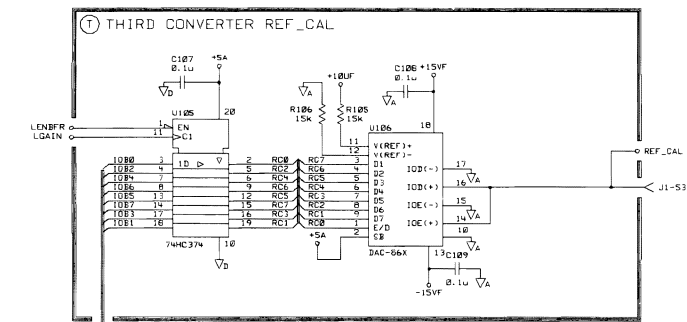 T THIRD CONVERTER REF_CAL
C107 +5A
0.1u
D
C108 +15VF
0.1u
+10UF
A
A
U105 20
R106 R105
15k 15k
U106 18
LENBFR 1 EN
LGAIN 11 C1
11 V(REF)+
12 V(REF)-
REF_CAL
IOB0 3 1D 2 RC0 RC7 3 D1 IOD(-) 17 A
IOB2 4 5 RC2 RC6 4 D2
IOB4 7 6 RC4 RC5 5 D3 IOD(+) 16
J1-53
IOB6 8 9 RC6 RC4 6 D4
IOB5 13 12 RC5 RC3 7 D5 IOE(-) 15 A
IOB7 14 15 RC7 RC2 8 D6
IOB3 17 16 RC3 RC1 9 D7 IOE(+) 14
IOB1 18 19 RC1 RC0 1 E/D 10
+5A 2 SB A
74HC374 10
DAC-86X 13 C109
D
0.1u A
-15VF